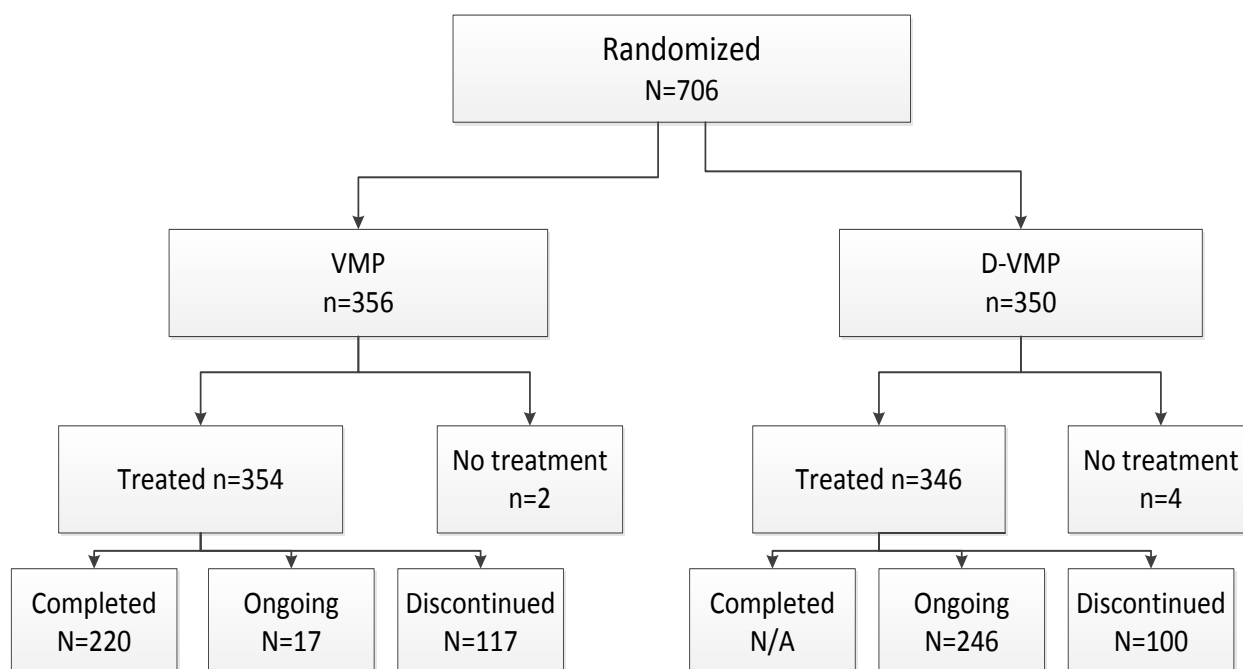 Randomized
N=706
VMP
n=356
D-VMP
n=350
Treated n=354
No treatment
n=2
Treated n=346
No treatment
n=4
Completed
N=220
Ongoing
N=17
Discontinued
N=117
Completed
N/A
Ongoing
N=246
Discontinued
N=100